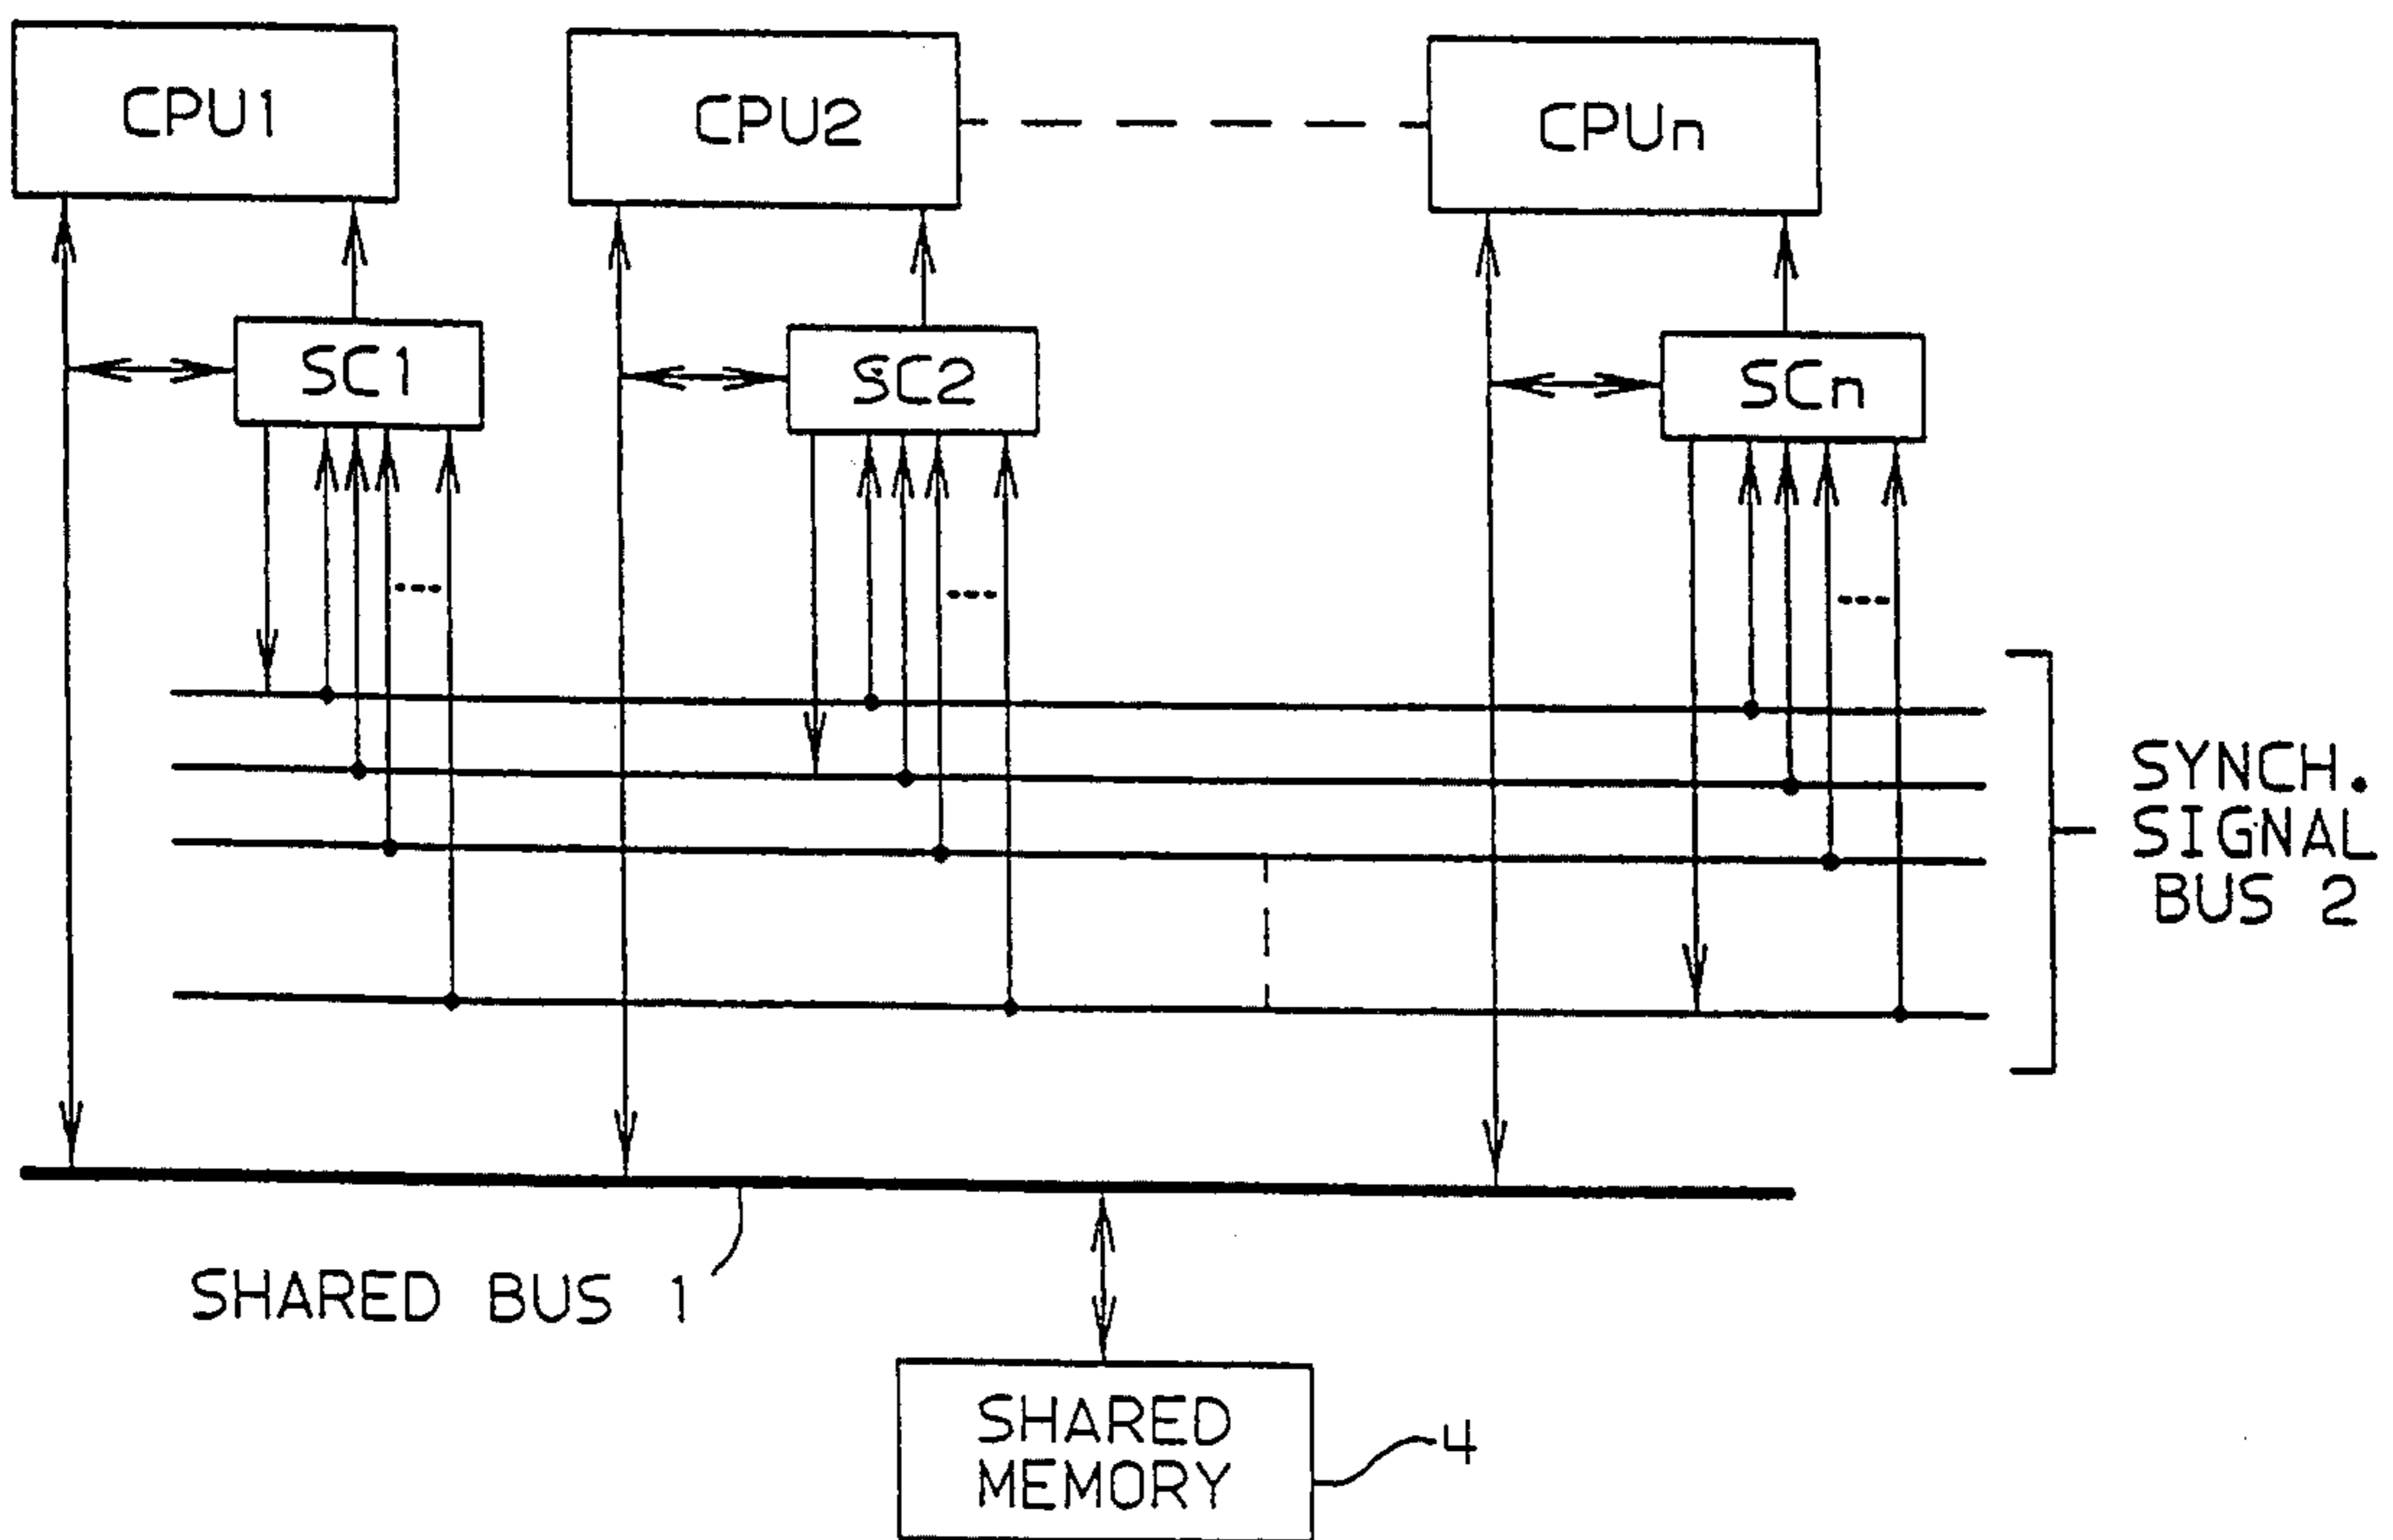 CPU1
CPU2
CPUn
SC1
SC2
SCn
SYNCH.
SIGNAL
BUS 2
SHARED BUS 1
SHARED
MEMORY
4